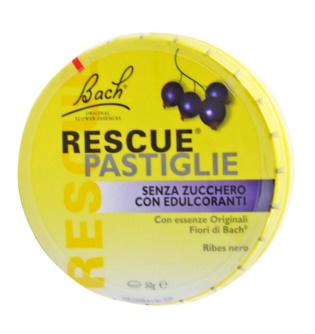 Bach®
ORIGINAL
FLOWER ESSENCES
RESCUE®
PASTIGLIE
SENZA ZUCCHERO
CON EDULCORANTI
Con essenze Originali
Fiori di Bach®
Ribes nero
50g
RESCUE